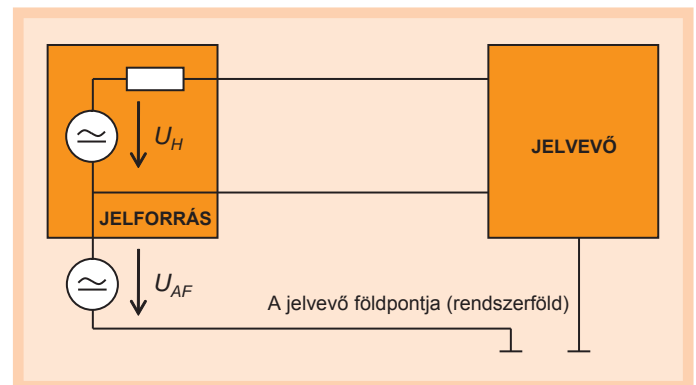 U_H
JELVEVŐ
JELFORRÁS
U_AF
A jelvevő földpontja (rendszerföld)